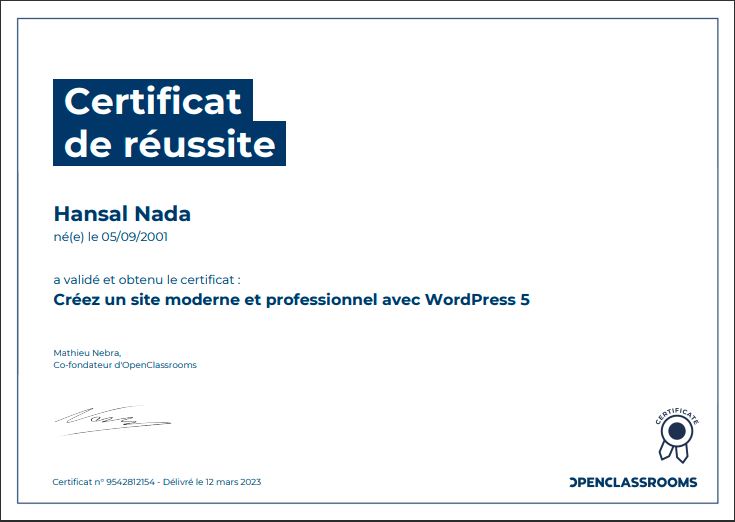 Certificat
de réussite
Hansal Nada
né(e) le 05/09/2001
a validé et obtenu le certificat :
Créez un site moderne et professionnel avec WordPress 5
Mathieu Nebra,
Co-fondateur d'OpenClassrooms
CERTIFICATE
Certificat n° 9542812154 - Délivré le 12 mars 2023
OPENCLASSROOMS